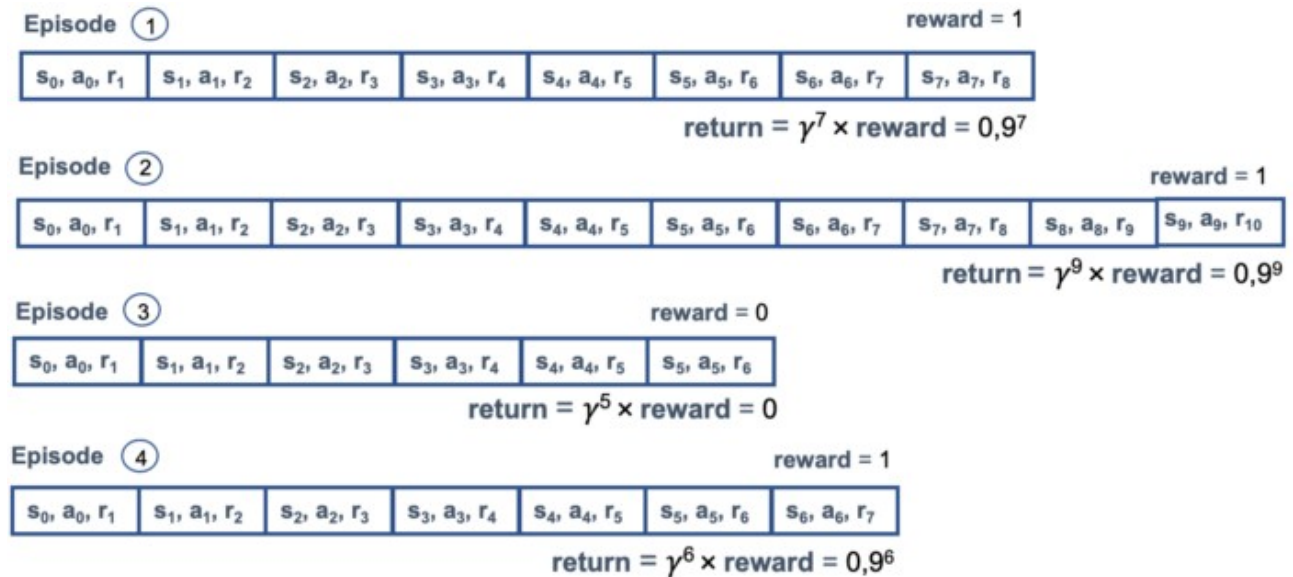 Episode 1 reward = 1
s₀, a₀, r₁ s₁, a₁, r₂ s₂, a₂, r₃ s₃, a₃, r₄ s₄, a₄, r₅ s₅, a₅, r₆ s₆, a₆, r₇ s₇, a₇, r₈
return = γ⁷ × reward = 0,9⁷
Episode 2 reward = 1
s₀, a₀, r₁ s₁, a₁, r₂ s₂, a₂, r₃ s₃, a₃, r₄ s₄, a₄, r₅ s₅, a₅, r₆ s₆, a₆, r₇ s₇, a₇, r₈ s₈, a₈, r₉ s₉, a₉, r₁₀
return = γ⁹ × reward = 0,9⁹
Episode 3 reward = 0
s₀, a₀, r₁ s₁, a₁, r₂ s₂, a₂, r₃ s₃, a₃, r₄ s₄, a₄, r₅ s₅, a₅, r₆
return = γ⁵ × reward = 0
Episode 4 reward = 1
s₀, a₀, r₁ s₁, a₁, r₂ s₂, a₂, r₃ s₃, a₃, r₄ s₄, a₄, r₅ s₅, a₅, r₆ s₆, a₆, r₇
return = γ⁶ × reward = 0,9⁶